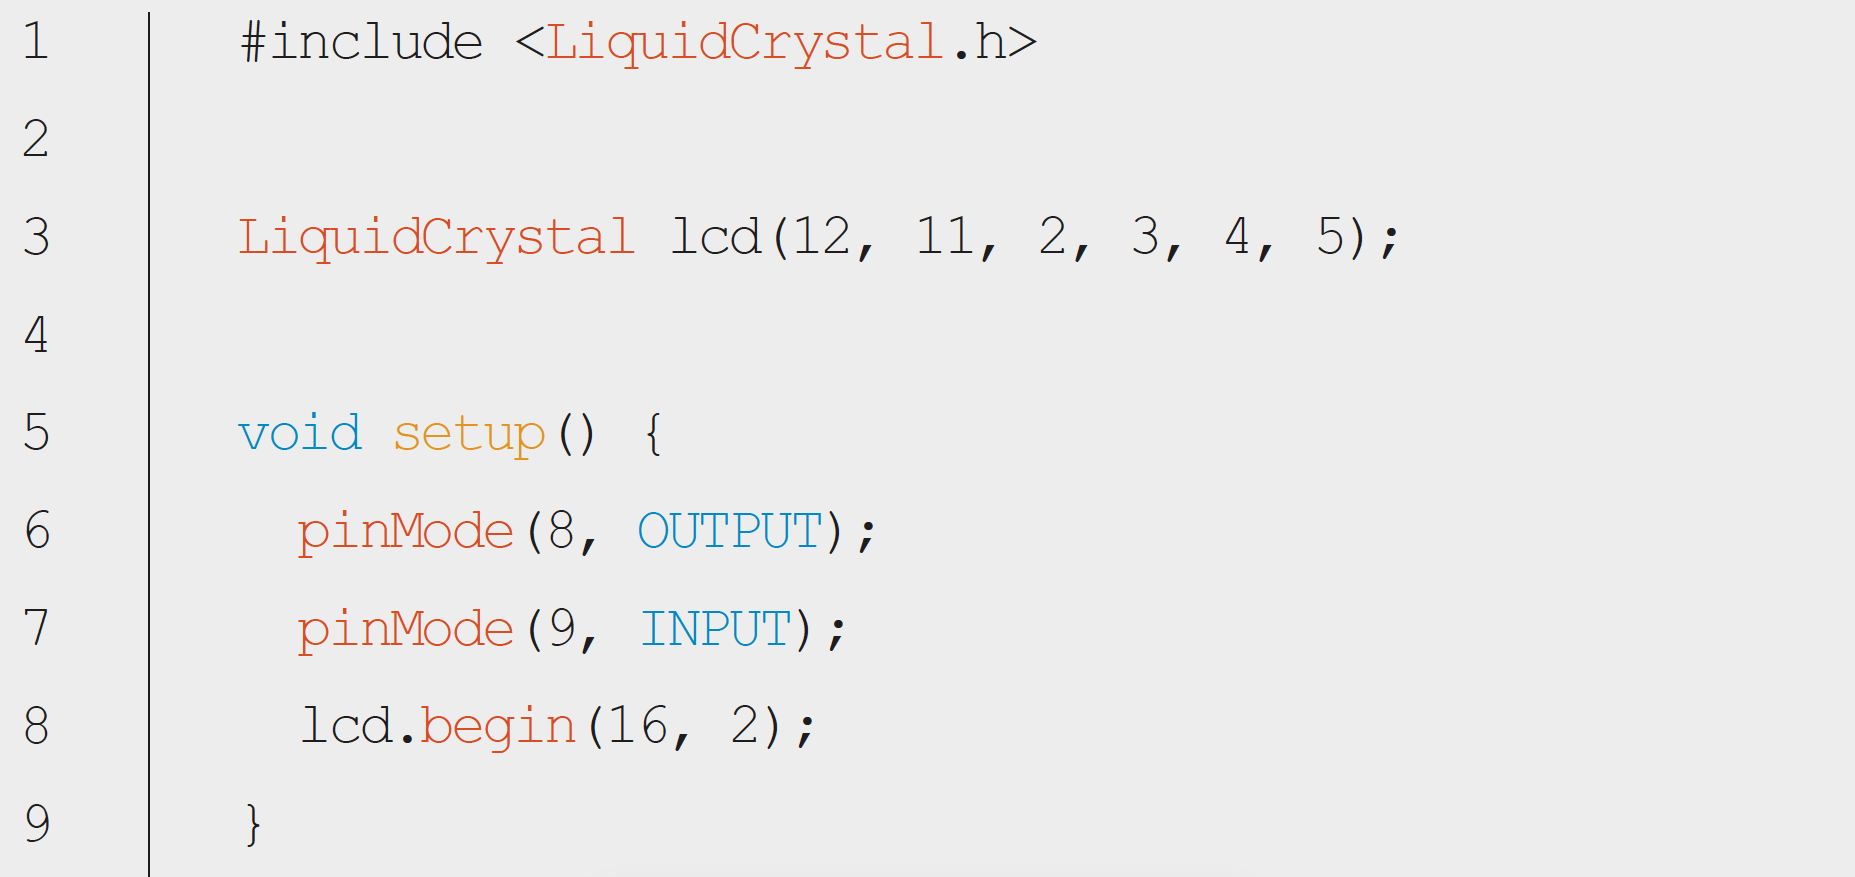 1 #include <LiquidCrystal.h>
2
3 LiquidCrystal lcd(12, 11, 2, 3, 4, 5);
4
5 void setup() {
6 pinMode(8, OUTPUT);
7 pinMode(9, INPUT);
8 lcd.begin(16, 2);
9 }